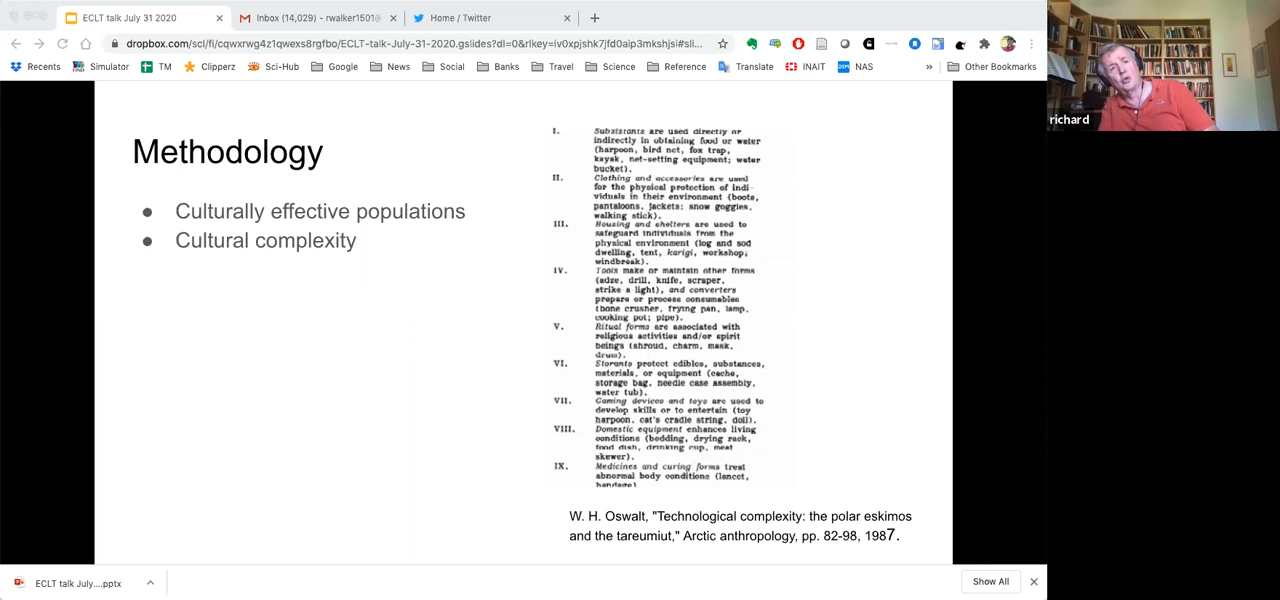 ECLT talk July 31 2020
Inbox (14,029) - rwalker1501@
Home / Twitter
dropbox.com/scl/fi/cqwxrwg4z1qwexs8rgfbo/ECLT-talk-July-31-2020.gslides?dl=0&rlkey=iv0xpjshk7jfd0aip3mkshjsi#sli...
Recents
Simulator
TM
Clipperz
Sci-Hub
Google
News
Social
Banks
Travel
Science
Reference
Translate
INAIT
NAS
»
Other Bookmarks
richard
Methodology
Culturally effective populations
Cultural complexity
I. Subsistants are used directly or
indirectly in obtaining food or water
(harpoon, bird net, fox trap,
kayak, net-setting equipment; water
bucket).
II. Clothing and accessories are used
for the physical protection of indi-
viduals in their environment (boots,
pantaloons, jackets; snow goggles,
walking stick).
III. Housing and shelters are used to
safeguard individuals from the
physical environment (log and sod
dwelling, tent, karigi, workshop;
windbreak).
IV. Tools make or maintain other forms
(adze, drill, knife, scraper,
strike a light), and converters
prepare or process consumables
(bone crusher, frying pan, lamp,
cooking pot; pipe).
V. Ritual forms are associated with
religious activities and/or spirit
beings (shroud, charm, mask,
drum).
VI. Storants protect edibles, substances,
materials, or equipment (cache,
storage bag, needle case assembly,
water tub).
VII. Gaming devices and toys are used to
develop skills or to entertain (toy
harpoon, cat's cradle string, doll).
VIII. Domestic equipment enhances living
conditions (bedding, drying rack,
food dish, drinking cup, meat
skewer).
IX. Medicines and curing forms treat
abnormal body conditions (lancet,
bandage)
W. H. Oswalt, "Technological complexity: the polar eskimos
and the tareumiut," Arctic anthropology, pp. 82-98, 1987.
ECLT talk July....pptx
Show All